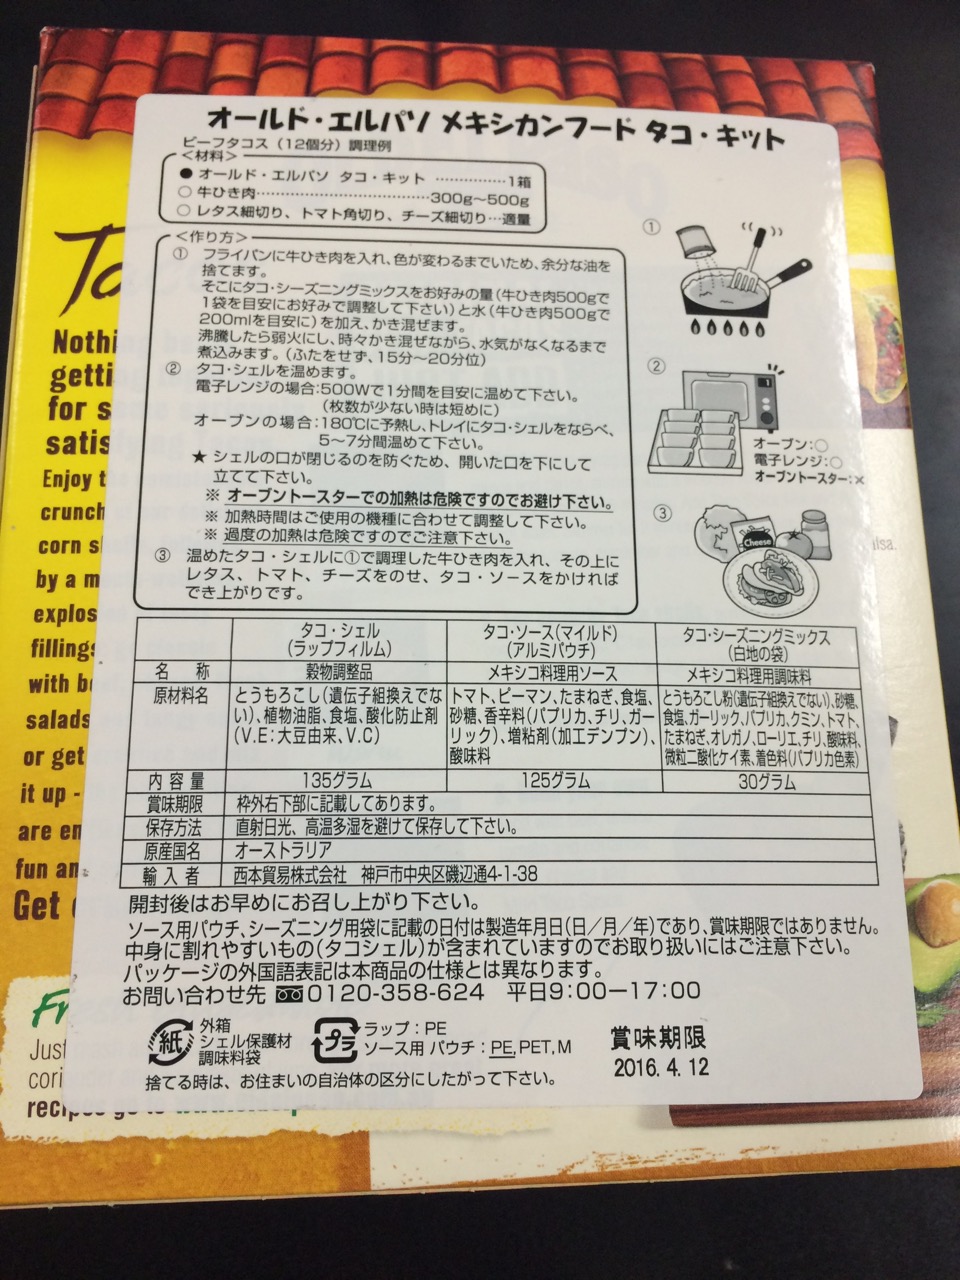 オールド・エルパソ メキシカンフード タコ・キット
ビーフタコス（12個分）調理例
＜材料＞
● オールド・エルパソ タコ・キット ……………1箱
○ 牛ひき肉……………………………300g〜500g
○ レタス細切り、トマト角切り、チーズ細切り…適量
＜作り方＞
① フライパンに牛ひき肉を入れ、色が変わるまでいため、余分な油を
捨てます。
そこにタコ・シーズニングミックスをお好みの量（牛ひき肉500gで
1袋を目安にお好みで調整して下さい）と水（牛ひき肉500gで
200mlを目安に）を加え、かき混ぜます。
沸騰したら弱火にし、時々かき混ぜながら、水気がなくなるまで
煮込みます。（ふたをせず、15分〜20分位）
② タコ・シェルを温めます。
電子レンジの場合：500Wで1分間を目安に温めて下さい。
（枚数が少ない時は短めに）
オーブンの場合：180℃に予熱し、トレイにタコ・シェルをならべ、
5〜7分間温めて下さい。
★ シェルの口が閉じるのを防ぐため、開いた口を下にして
立てて下さい。
※ オーブントースターでの加熱は危険ですのでお避け下さい。
※ 加熱時間はご使用の機種に合わせて調整して下さい。
※ 過度の加熱は危険ですのでご注意下さい。
③ 温めたタコ・シェルに①で調理した牛ひき肉を入れ、その上に
レタス、トマト、チーズをのせ、タコ・ソースをかければ
でき上がりです。
①
②
オーブン：○
電子レンジ：○
オーブントースター：×
③
Cheese
タコ・シェル
（ラップフィルム）
タコ・ソース（マイルド）
（アルミパウチ）
タコ・シーズニングミックス
（白地の袋）
名 称 穀物調整品 メキシコ料理用ソース メキシコ料理用調味料
原材料名
とうもろこし（遺伝子組換えでな
い）、植物油脂、食塩、酸化防止剤
（V.E：大豆由来、V.C）
トマト、ピーマン、たまねぎ、食塩、
砂糖、香辛料（パプリカ、チリ、ガー
リック）、増粘剤（加工デンプン）、
酸味料
とうもろこし粉（遺伝子組換えでない）、砂糖、
食塩、ガーリック、パプリカ、クミン、トマト、
たまねぎ、オレガノ、ローリエ、チリ、酸味料、
微粒二酸化ケイ素、着色料（パプリカ色素）
内 容 量 135グラム 125グラム 30グラム
賞味期限 枠外右下部に記載してあります。
保存方法 直射日光、高温多湿を避けて保存して下さい。
原産国名 オーストラリア
輸 入 者 西本貿易株式会社 神戸市中央区磯辺通4-1-38
開封後はお早めにお召し上がり下さい。
ソース用パウチ、シーズニング用袋に記載の日付は製造年月日（日／月／年）であり、賞味期限ではありません。
中身に割れやすいもの（タコシェル）が含まれていますのでお取り扱いにはご注意下さい。
パッケージの外国語表記は本商品の仕様とは異なります。
お問い合わせ先 0120-358-624 平日9：00ー17：00
紙
外箱
シェル保護材
調味料袋
プラ
ラップ：PE
ソース用 パウチ：PE, PET, M
捨てる時は、お住まいの自治体の区分にしたがって下さい。
賞味期限
2016. 4. 12
Ta
Nothi
getti
for s
satis
Enjoy t
crunch
corn s
by a m
explos
fillings
with b
salads
or get
it up -
are en
fun an
Get
Fr
Just
cori
recipes go to
alsa.